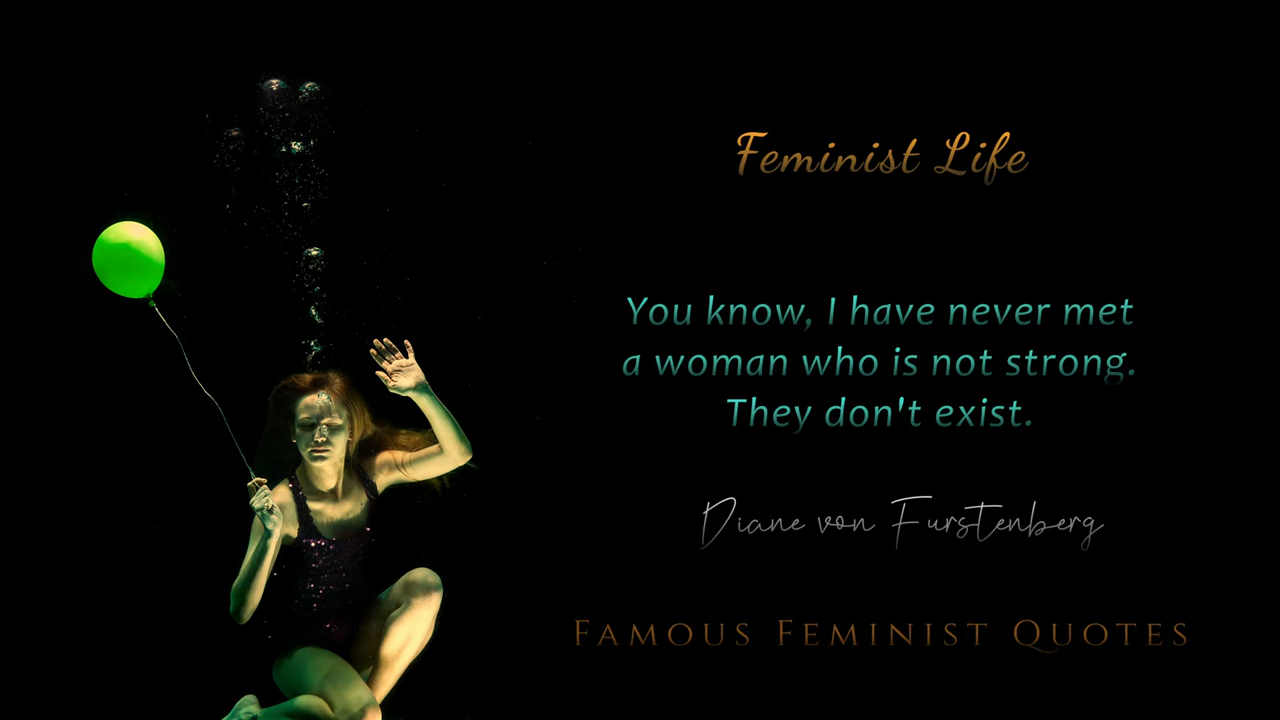 Feminist Life
You know, I have never met
a woman who is not strong.
They don't exist.
Diane von Furstenberg
Famous Feminist Quotes